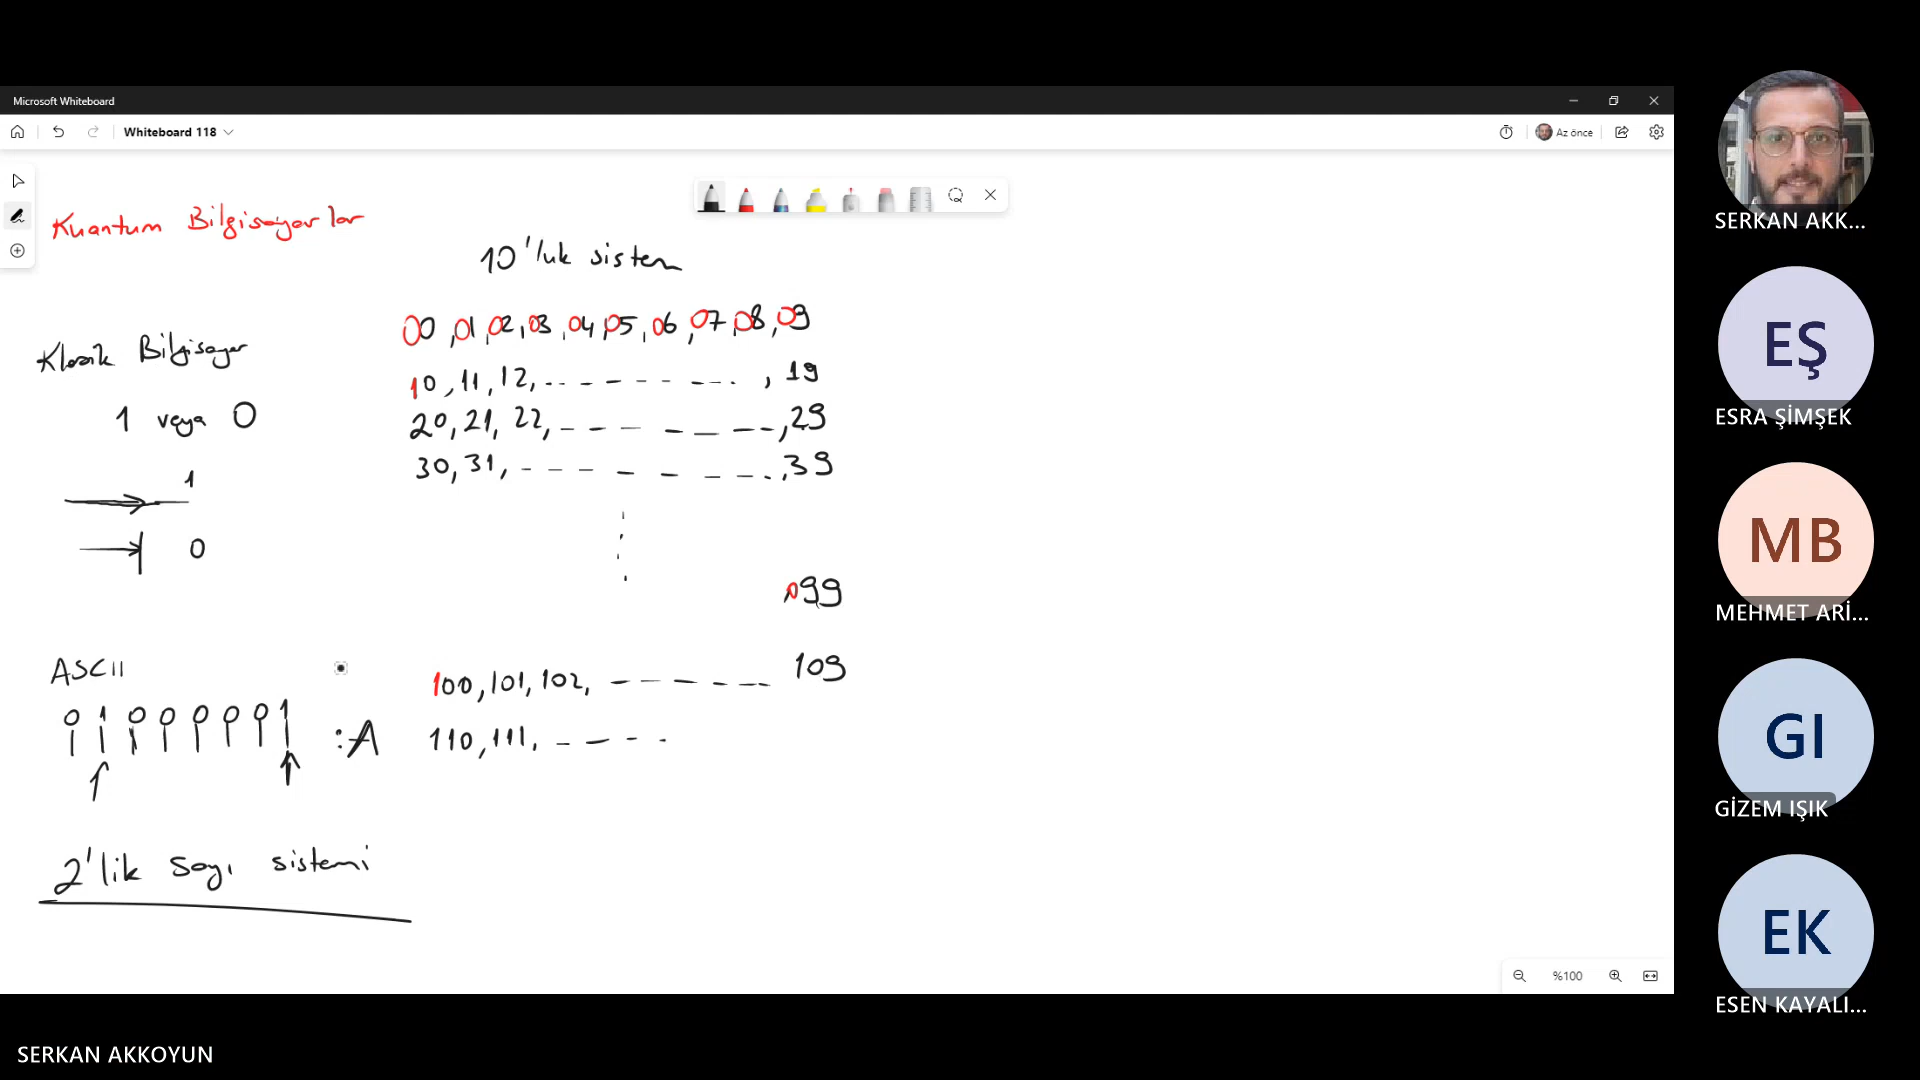 Microsoft Whiteboard
Whiteboard 118
Az önce
Kuantum Bilgisayarlar
10'luk sistem
00, 01, 02, 03, 04, 05, 06, 07, 08, 09
Klasik Bilgisayar
10, 11, 12, ---------, 19
1 veya 0
20, 21, 22, -------, 29
30, 31, --------, 39
1
0
, 099
ASCII
100, 101, 102, ------ 109
0 1 0 0 0 0 0 1 : A
110, 111, ----
2'lik sayı sistemi
%100
SERKAN AKK...
EŞ
ESRA ŞİMŞEK
MB
MEHMET ARİ...
GI
GİZEM IŞIK
EK
ESEN KAYALI...
SERKAN AKKOYUN